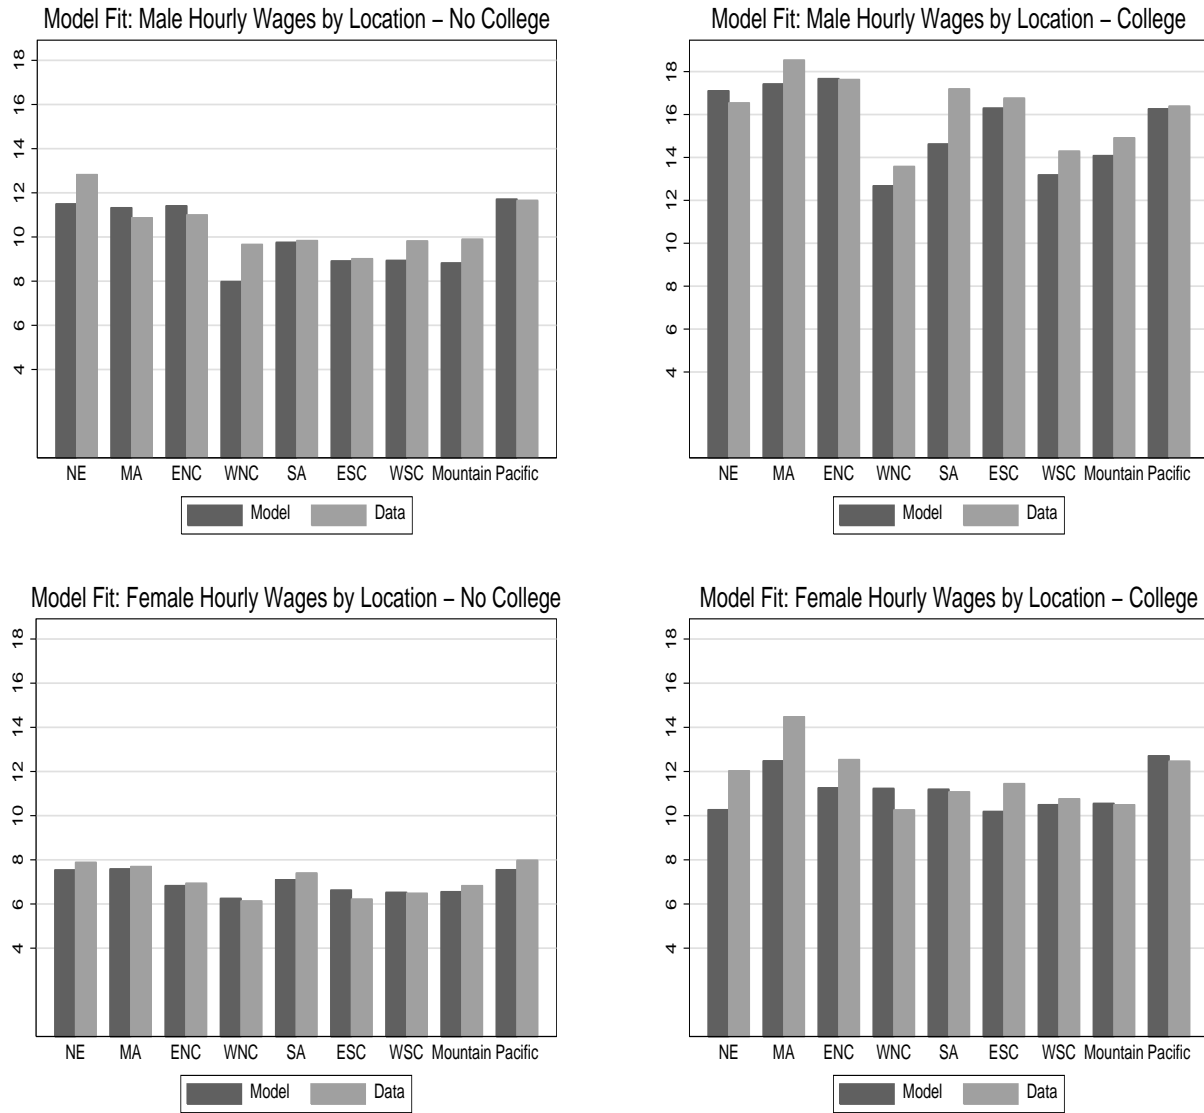 Model Fit: Male Hourly Wages by Location – No College
18
16
14
12
10
8
6
4
NE MA ENC WNC SA ESC WSC Mountain Pacific
Model Data
Model Fit: Male Hourly Wages by Location – College
18
16
14
12
10
8
6
4
NE MA ENC WNC SA ESC WSC Mountain Pacific
Model Data
Model Fit: Female Hourly Wages by Location – No College
18
16
14
12
10
8
6
4
NE MA ENC WNC SA ESC WSC Mountain Pacific
Model Data
Model Fit: Female Hourly Wages by Location – College
18
16
14
12
10
8
6
4
NE MA ENC WNC SA ESC WSC Mountain Pacific
Model Data